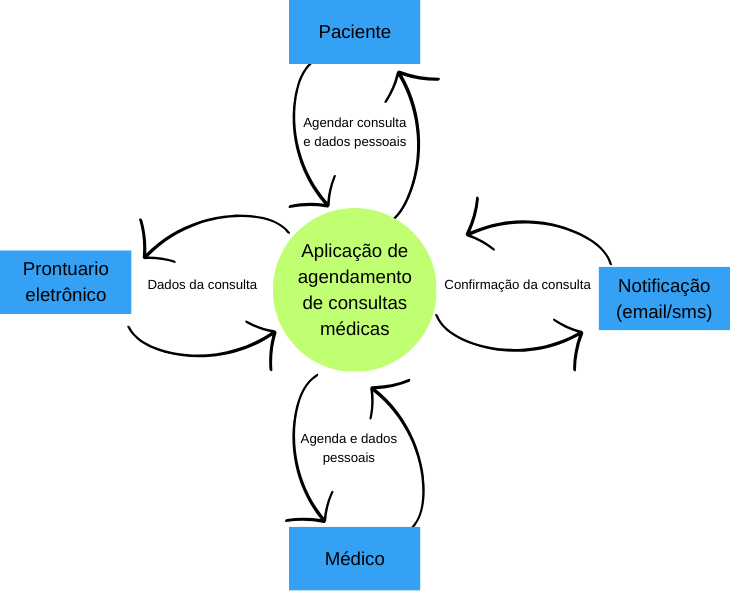 Paciente
Agendar consulta
e dados pessoais
Prontuario
eletrônico
Dados da consulta
Aplicação de
agendamento
de consultas
médicas
Confirmação da consulta
Notificação
(email/sms)
Agenda e dados
pessoais
Médico